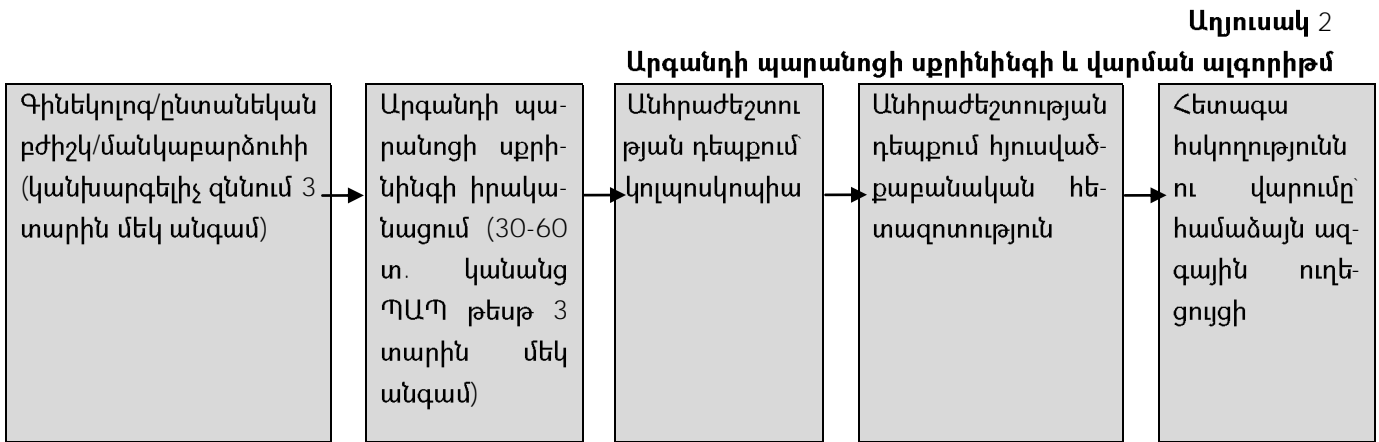 Աղյուսակ 2
Արգանդի պարանոցի սքրինինգի և վարման ալգորիթմ
Գինեկոլոգ/ընտանեկան
բժիշկ/մանկաբարձուհի
(կանխարգելիչ զննում 3
տարին մեկ անգամ)
Արգանդի պա-
րանոցի սքրի-
նինգի իրակա-
նացում (30-60
տ. կանանց
ՊԱՊ թեստ 3
տարին մեկ
անգամ)
Անհրաժեշտու
թյան դեպքում՝
կոլպոսկոպիա
Անհրաժեշտության
դեպքում հյուսված-
քաբանական հե-
տազոտություն
Հետագա
հսկողությունն
ու վարումը՝
համաձայն ազ-
գային ուղե-
ցույցի